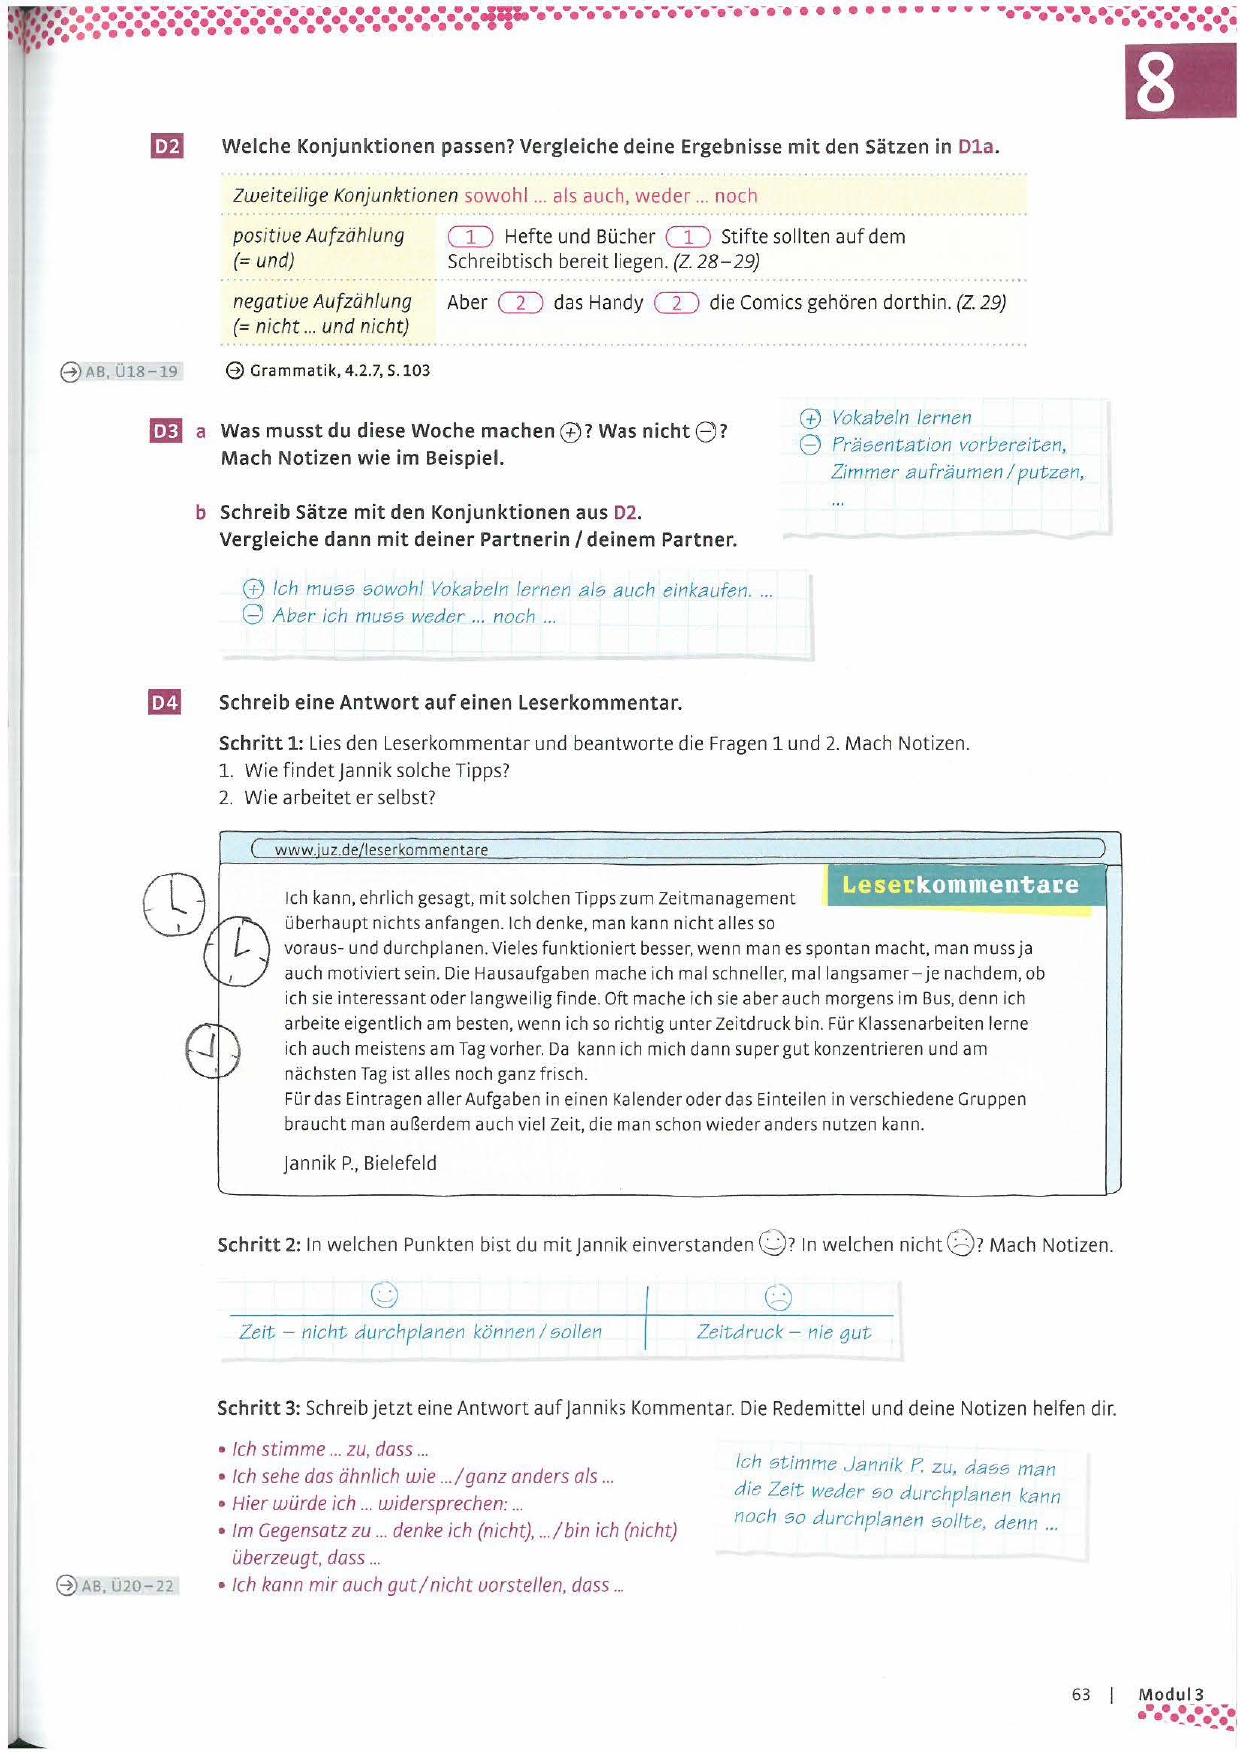 8
D2 Welche Konjunktionen passen? Vergleiche deine Ergebnisse mit den Sätzen in D1a.
Zweiteilige Konjunktionen sowohl ... als auch, weder ... noch
positive Aufzählung
(= und)
1 Hefte und Bücher 1 Stifte sollten auf dem
Schreibtisch bereit liegen. (Z. 28–29)
negative Aufzählung
(= nicht ... und nicht)
Aber 2 das Handy 2 die Comics gehören dorthin. (Z. 29)
AB, Ü18–19
Grammatik, 4.2.7, S. 103
D3 a Was musst du diese Woche machen +? Was nicht –?
Mach Notizen wie im Beispiel.
+ Vokabeln lernen
– Präsentation vorbereiten,
Zimmer aufräumen / putzen,
...
b Schreib Sätze mit den Konjunktionen aus D2.
Vergleiche dann mit deiner Partnerin / deinem Partner.
+ Ich muss sowohl Vokabeln lernen als auch einkaufen. ...
– Aber ich muss weder ... noch ...
D4 Schreib eine Antwort auf einen Leserkommentar.
Schritt 1: Lies den Leserkommentar und beantworte die Fragen 1 und 2. Mach Notizen.
1. Wie findet Jannik solche Tipps?
2. Wie arbeitet er selbst?
www.juz.de/leserkommentare
Leserkommentare
Ich kann, ehrlich gesagt, mit solchen Tipps zum Zeitmanagement
überhaupt nichts anfangen. Ich denke, man kann nicht alles so
voraus- und durchplanen. Vieles funktioniert besser, wenn man es spontan macht, man muss ja
auch motiviert sein. Die Hausaufgaben mache ich mal schneller, mal langsamer – je nachdem, ob
ich sie interessant oder langweilig finde. Oft mache ich sie aber auch morgens im Bus, denn ich
arbeite eigentlich am besten, wenn ich so richtig unter Zeitdruck bin. Für Klassenarbeiten lerne
ich auch meistens am Tag vorher. Da kann ich mich dann super gut konzentrieren und am
nächsten Tag ist alles noch ganz frisch.
Für das Eintragen aller Aufgaben in einen Kalender oder das Einteilen in verschiedene Gruppen
braucht man außerdem auch viel Zeit, die man schon wieder anders nutzen kann.
Jannik P., Bielefeld
Schritt 2: In welchen Punkten bist du mit Jannik einverstanden ☺? In welchen nicht ☹? Mach Notizen.
Zeit – nicht durchplanen können / sollen
Zeitdruck – nie gut
Schritt 3: Schreib jetzt eine Antwort auf Janniks Kommentar. Die Redemittel und deine Notizen helfen dir.
• Ich stimme ... zu, dass ...
• Ich sehe das ähnlich wie ... / ganz anders als ...
• Hier würde ich ... widersprechen: ...
• Im Gegensatz zu ... denke ich (nicht), ... / bin ich (nicht)
überzeugt, dass ...
• Ich kann mir auch gut / nicht vorstellen, dass ...
Ich stimme Jannik P. zu, dass man
die Zeit weder so durchplanen kann
noch so durchplanen sollte, denn ...
AB, Ü20–22
63 | Modul 3